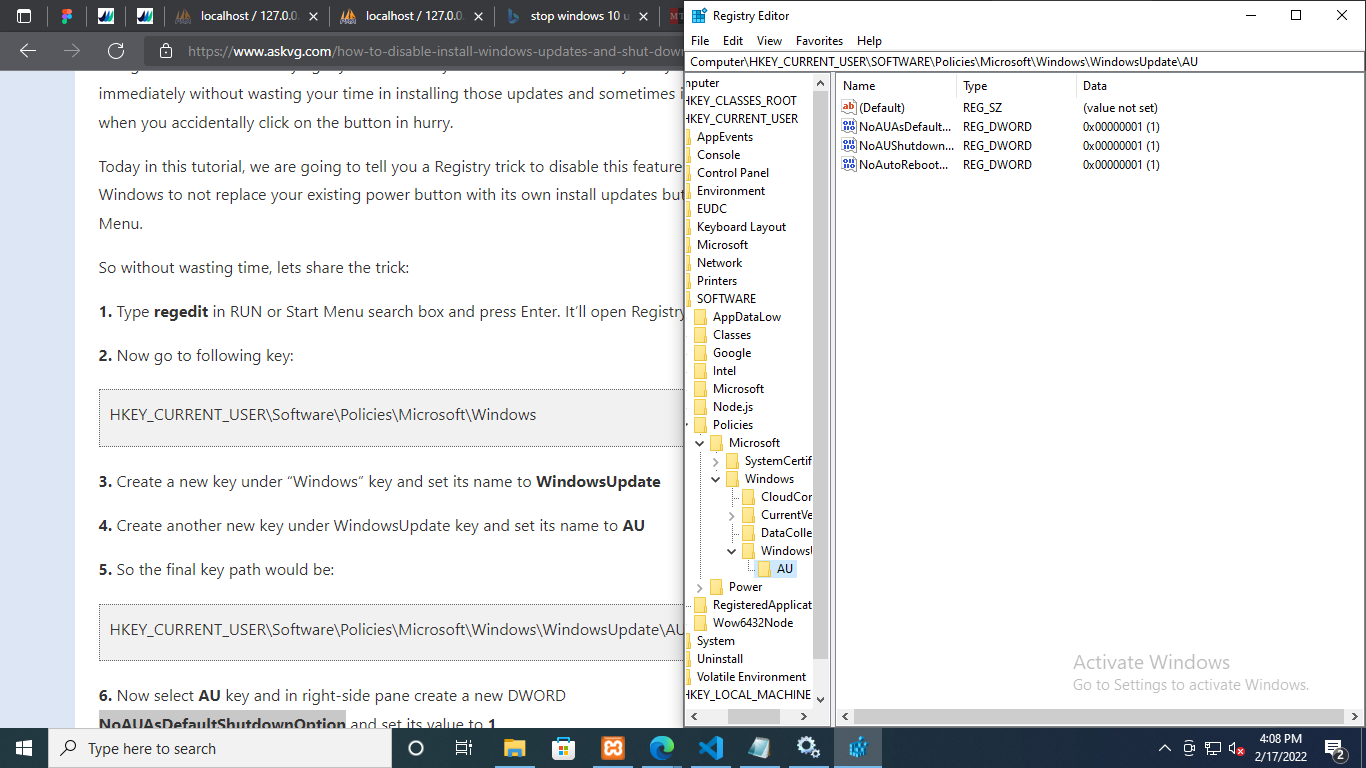 localhost / 127.0.0.
localhost / 127.0.0.
stop windows 10 u
https://www.askvg.com/how-to-disable-install-windows-updates-and-shut-dow
immediately without wasting your time in installing those updates and sometimes i
when you accidentally click on the button in hurry.
Today in this tutorial, we are going to tell you a Registry trick to disable this feature
Windows to not replace your existing power button with its own install updates but
Menu.
So without wasting time, lets share the trick:
1. Type regedit in RUN or Start Menu search box and press Enter. It’ll open Registry
2. Now go to following key:
HKEY_CURRENT_USER\Software\Policies\Microsoft\Windows
3. Create a new key under “Windows” key and set its name to WindowsUpdate
4. Create another new key under WindowsUpdate key and set its name to AU
5. So the final key path would be:
HKEY_CURRENT_USER\Software\Policies\Microsoft\Windows\WindowsUpdate\AU
6. Now select AU key and in right-side pane create a new DWORD
NoAUAsDefaultShutdownOption and set its value to 1
Registry Editor
File Edit View Favorites Help
Computer\HKEY_CURRENT_USER\SOFTWARE\Policies\Microsoft\Windows\WindowsUpdate\AU
mputer
HKEY_CLASSES_ROOT
HKEY_CURRENT_USER
AppEvents
Console
Control Panel
Environment
EUDC
Keyboard Layout
Microsoft
Network
Printers
SOFTWARE
AppDataLow
Classes
Google
Intel
Microsoft
Node.js
Policies
Microsoft
SystemCertif
Windows
CloudCor
CurrentVe
DataColle
WindowsU
AU
Power
RegisteredApplicat
Wow6432Node
System
Uninstall
Volatile Environment
HKEY_LOCAL_MACHINE
Name Type Data
(Default) REG_SZ (value not set)
NoAUAsDefault... REG_DWORD 0x00000001 (1)
NoAUShutdown... REG_DWORD 0x00000001 (1)
NoAutoReboot... REG_DWORD 0x00000001 (1)
Activate Windows
Go to Settings to activate Windows.
Type here to search
4:08 PM
2/17/2022
2